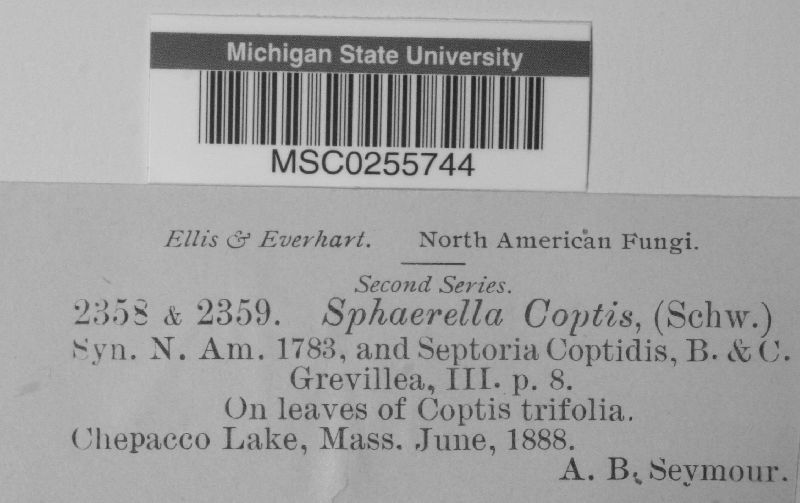 Michigan State University
MSC0255744
Ellis & Everhart. North American Fungi.
Second Series.
2358 & 2359. Sphaerella Coptis, (Schw.)
Syn. N. Am. 1783, and Septoria Coptidis, B. & C.
Grevillea, III. p. 8.
On leaves of Coptis trifolia.
Chepacco Lake, Mass. June, 1888.
A. B. Seymour.